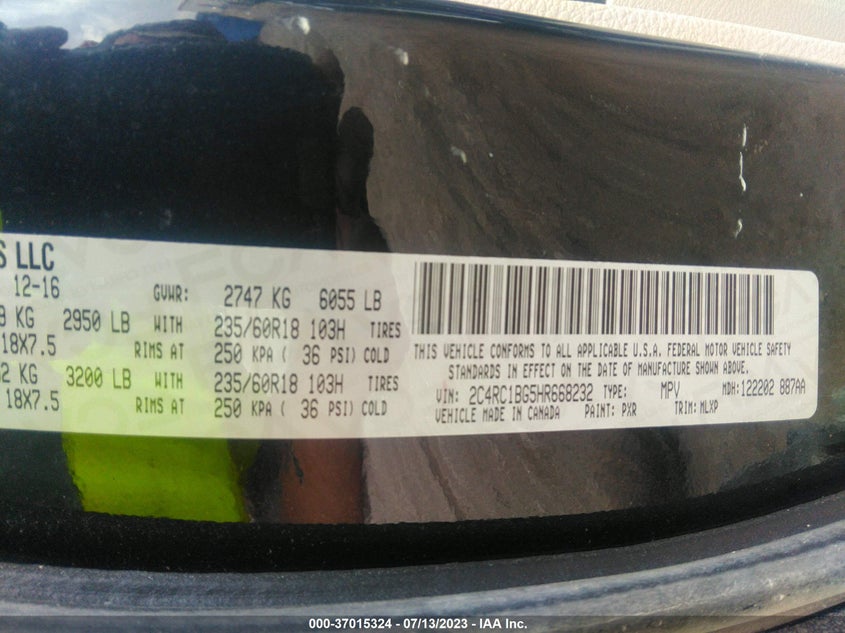 S LLC
12-16 GVWR: 2747 KG 6055 LB
KG 2950 LB WITH 235/60R18 103H TIRES
18X7.5 RIMS AT 250 KPA ( 36 PSI) COLD
2 KG 3200 LB WITH 235/60R18 103H TIRES
18X7.5 RIMS AT 250 KPA ( 36 PSI) COLD
THIS VEHICLE CONFORMS TO ALL APPLICABLE U.S.A. FEDERAL MOTOR VEHICLE SAFETY
STANDARDS IN EFFECT ON THE DATE OF MANUFACTURE SHOWN ABOVE.
VIN: 2C4RC1BG5HR668232 TYPE: MPV MDH: 122202 887AA
VEHICLE MADE IN CANADA PAINT: PXR TRIM: MLXP
000-37015324 - 07/13/2023 - IAA Inc.